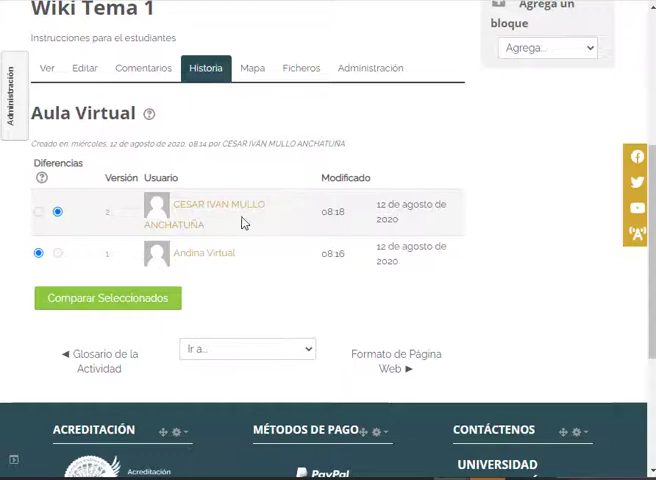 Wiki Tema 1
Agrega un
bloque
Agrega...
Instrucciones para el estudiantes
Administración
Ver Editar Comentarios Historia Mapa Ficheros Administración
Aula Virtual
Creado en: miércoles, 12 de agosto de 2020, 08:14 por CESAR IVAN MULLO ANCHATUÑA
Diferencias
Versión Usuario Modificado
2 CESAR IVAN MULLO
ANCHATUÑA
08:18 12 de agosto de
2020
1 Andina Virtual 08:16 12 de agosto de
2020
Comparar Seleccionados
◄ Glosario de la
Actividad
Ir a...
Formato de Página
Web ►
ACREDITACIÓN MÉTODOS DE PAGO CONTÁCTENOS
Acreditación
PayPal
UNIVERSIDAD